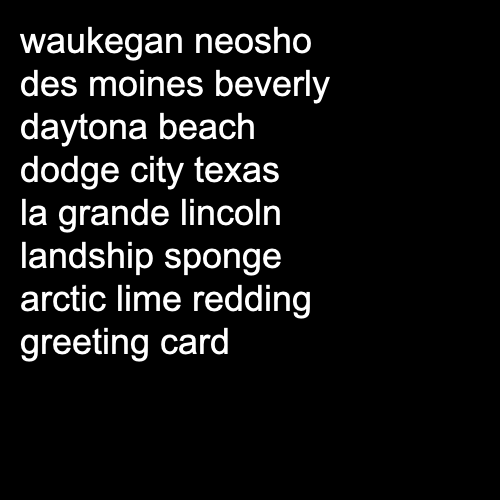 waukegan neosho
des moines beverly
daytona beach
dodge city texas
la grande lincoln
landship sponge
arctic lime redding
greeting card